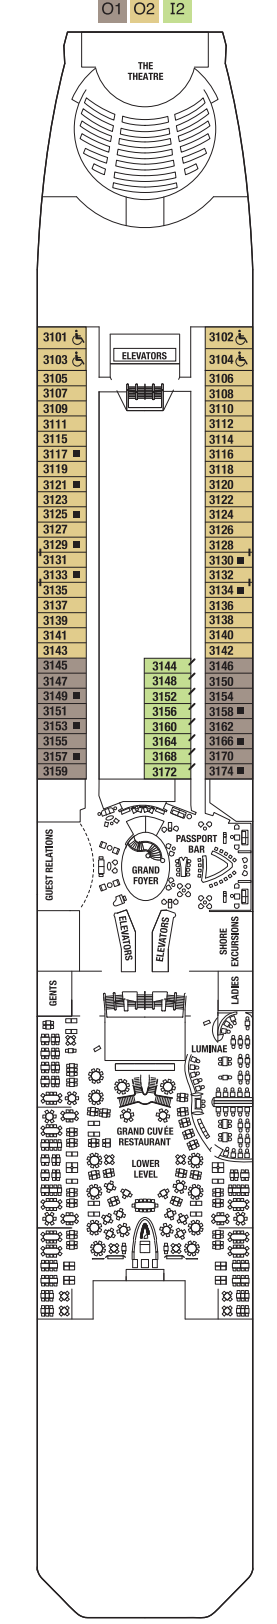 O1 O2 I2
THE
THEATRE
3101 3102
ELEVATORS
3103 3104
3105 3106
3107 3108
3109 3110
3111 3112
3115 3114
3117 3116
3119 3118
3121 3120
3123 3122
3125 3124
3127 3126
3129 3128
3131 3130
3133 3132
3135 3134
3137 3136
3139 3138
3141 3140
3143 3142
3145 3144 3146
3147 3148 3150
3149 3152 3154
3151 3156 3158
3153 3160 3162
3155 3164 3166
3157 3168 3170
3159 3172 3174
GUEST RELATIONS
PASSPORT
BAR
GRAND
FOYER
ELEVATORS
ELEVATORS
SHORE
EXCURSIONS
GENTS
LADIES
LUMINAE
GRAND CUVÉE
RESTAURANT
LOWER
LEVEL